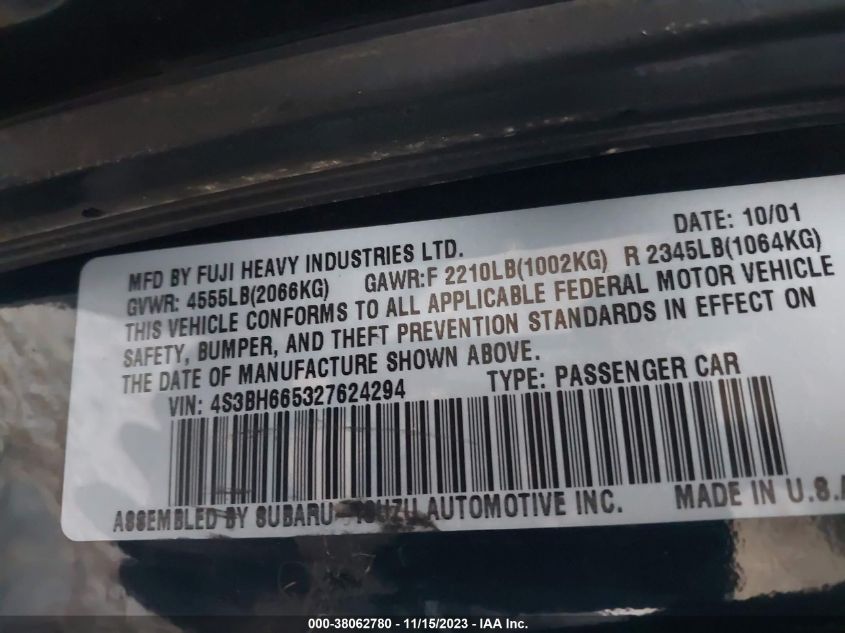 DATE: 10/01
MFD BY FUJI HEAVY INDUSTRIES LTD.
GVWR: 4555LB(2066KG) GAWR:F 2210LB(1002KG) R 2345LB(1064KG)
THIS VEHICLE CONFORMS TO ALL APPLICABLE FEDERAL MOTOR VEHICLE
SAFETY, BUMPER, AND THEFT PREVENTION STANDARDS IN EFFECT ON
THE DATE OF MANUFACTURE SHOWN ABOVE.
VIN: 4S3BH665327624294 TYPE: PASSENGER CAR
ASSEMBLED BY SUBARU-ISUZU AUTOMOTIVE INC. MADE IN U.S.A
000-38062780 - 11/15/2023 - IAA Inc.